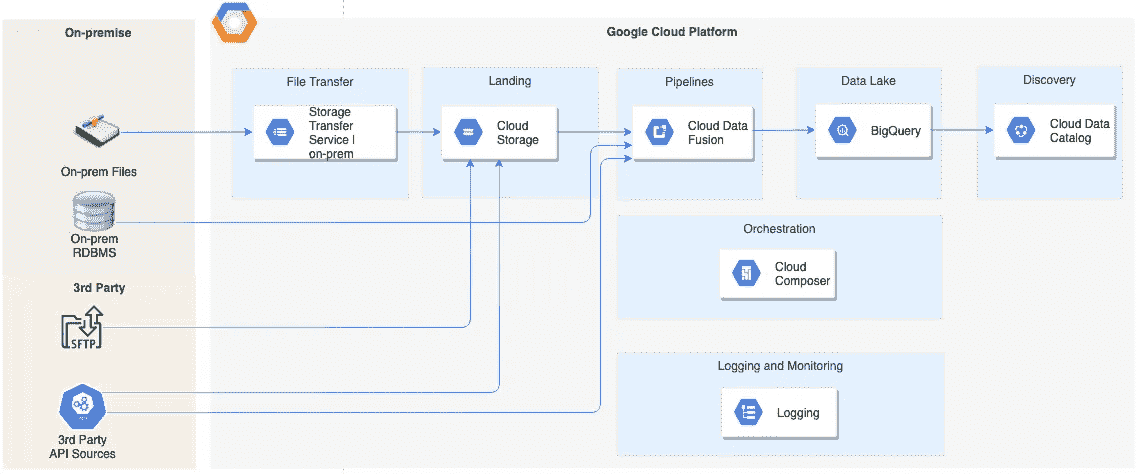 On-premise
Google Cloud Platform
File Transfer
Landing
Pipelines
Data Lake
Discovery
Storage
Transfer
Service |
on-prem
Cloud
Storage
Cloud Data
Fusion
BigQuery
Cloud Data
Catalog
On-prem Files
On-prem
RDBMS
Orchestration
Cloud
Composer
3rd Party
SFTP
Logging and Monitoring
Logging
3rd Party
API Sources